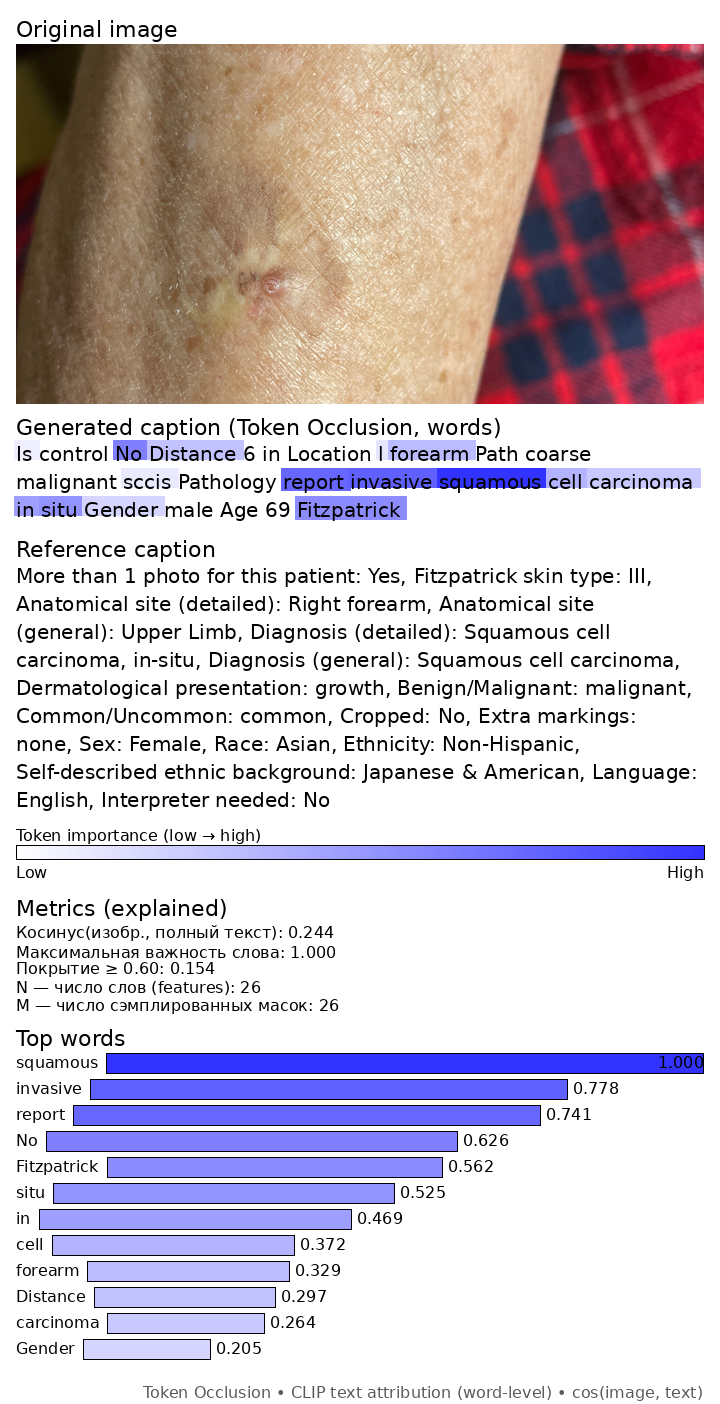 Original image
Generated caption (Token Occlusion, words)
Is control No Distance 6 in Location l forearm Path coarse
malignant sccis Pathology report invasive squamous cell carcinoma
in situ Gender male Age 69 Fitzpatrick
Reference caption
More than 1 photo for this patient: Yes, Fitzpatrick skin type: III,
Anatomical site (detailed): Right forearm, Anatomical site
(general): Upper Limb, Diagnosis (detailed): Squamous cell
carcinoma, in-situ, Diagnosis (general): Squamous cell carcinoma,
Dermatological presentation: growth, Benign/Malignant: malignant,
Common/Uncommon: common, Cropped: No, Extra markings:
none, Sex: Female, Race: Asian, Ethnicity: Non-Hispanic,
Self-described ethnic background: Japanese & American, Language:
English, Interpreter needed: No
Token importance (low → high)
Low High
Metrics (explained)
Косинус(изобр., полный текст): 0.244
Максимальная важность слова: 1.000
Покрытие ≥ 0.60: 0.154
N — число слов (features): 26
M — число сэмплированных масок: 26
Top words
squamous 1.000
invasive 0.778
report 0.741
No 0.626
Fitzpatrick 0.562
situ 0.525
in 0.469
cell 0.372
forearm 0.329
Distance 0.297
carcinoma 0.264
Gender 0.205
Token Occlusion • CLIP text attribution (word-level) • cos(image, text)